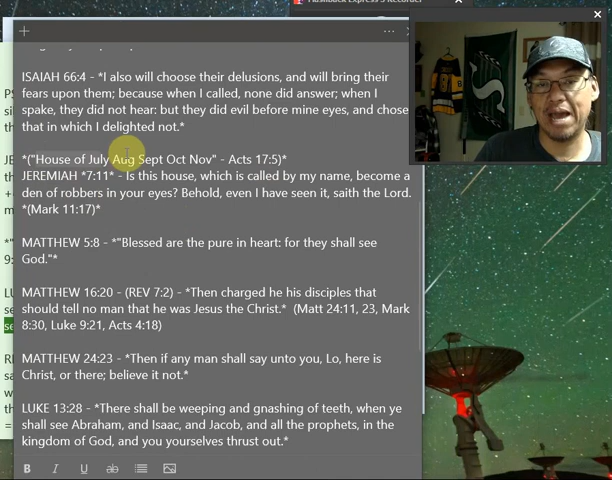 ISAIAH 66:4 - *I also will choose their delusions, and will bring their
fears upon them; because when I called, none did answer; when I
spake, they did not hear: but they did evil before mine eyes, and chose
that in which I delighted not.*
*("House of July Aug Sept Oct Nov" - Acts 17:5)*
JEREMIAH *7:11* - Is this house, which is called by my name, become a
den of robbers in your eyes? Behold, even I have seen it, saith the Lord.
*(Mark 11:17)*
MATTHEW 5:8 - *"Blessed are the pure in heart: for they shall see
God."*
MATTHEW 16:20 - (REV 7:2) - *Then charged he his disciples that
should tell no man that he was Jesus the Christ.* (Matt 24:11, 23, Mark
8:30, Luke 9:21, Acts 4:18)
MATTHEW 24:23 - *Then if any man shall say unto you, Lo, here is
Christ, or there; believe it not.*
LUKE 13:28 - *There shall be weeping and gnashing of teeth, when ye
shall see Abraham, and Isaac, and Jacob, and all the prophets, in the
kingdom of God, and you yourselves thrust out.*
B I U ab